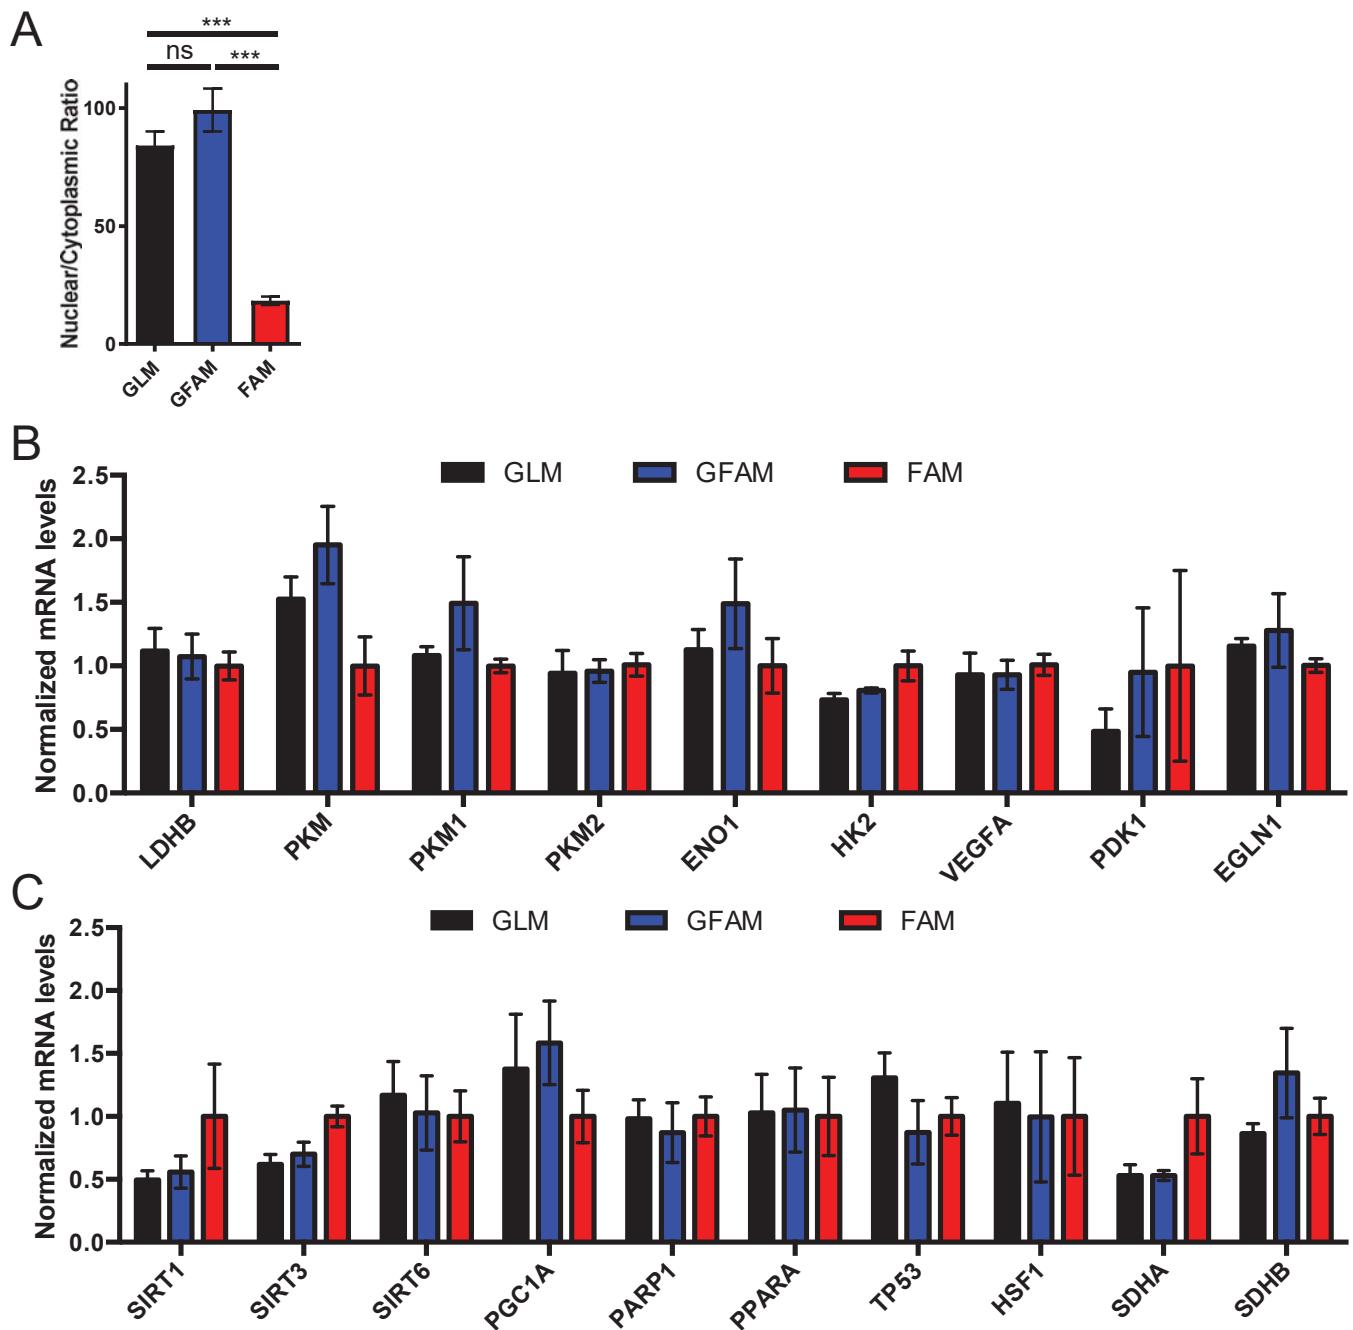 A
***
ns
***
Nuclear/Cytoplasmic Ratio
100
50
0
GLM
GFAM
FAM
B
GLM
GFAM
FAM
Normalized mRNA levels
2.5
2.0
1.5
1.0
0.5
0.0
LDHB
PKM
PKM1
PKM2
ENO1
HK2
VEGFA
PDK1
EGLN1
C
GLM
GFAM
FAM
Normalized mRNA levels
2.5
2.0
1.5
1.0
0.5
0.0
SIRT1
SIRT3
SIRT6
PGC1A
PARP1
PPARA
TP53
HSF1
SDHA
SDHB